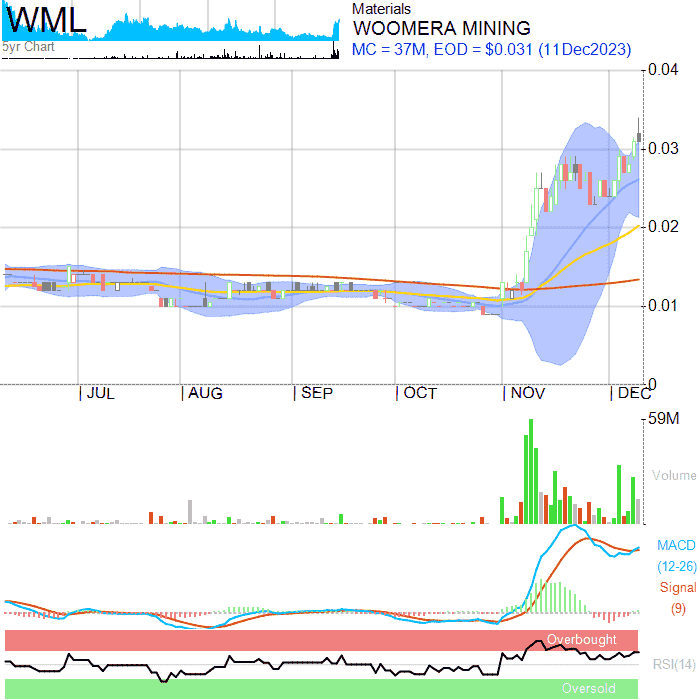 WML
5yr Chart
Materials
WOOMERA MINING
MC = 37M, EOD = $0.031 (11Dec2023)
0.04
0.03
0.02
0.01
0
JUL AUG SEP OCT NOV DEC
59M
Volume
MACD
(12-26)
Signal
(9)
Overbought
RSI(14)
Oversold